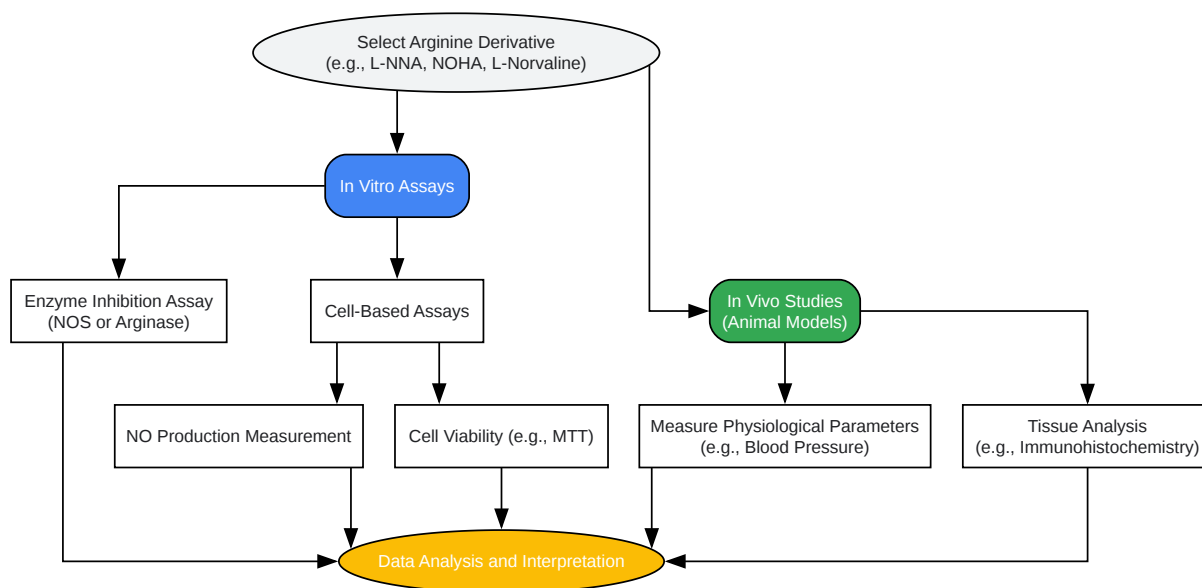 Select Arginine Derivative
(e.g., L-NNA, NOHA, L-Norvaline)
In Vitro Assays
Enzyme Inhibition Assay
(NOS or Arginase)
Cell-Based Assays
In Vivo Studies
(Animal Models)
NO Production Measurement
Cell Viability (e.g., MTT)
Measure Physiological Parameters
(e.g., Blood Pressure)
Tissue Analysis
(e.g., Immunohistochemistry)
Data Analysis and Interpretation